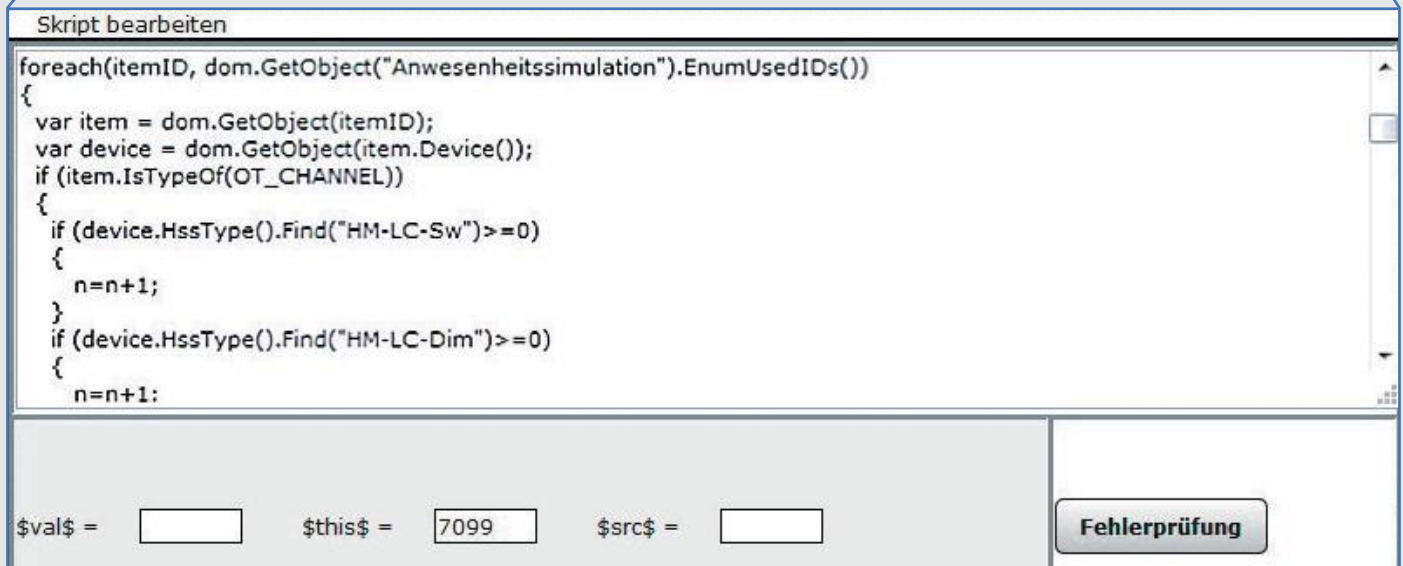 Skript bearbeiten
foreach(itemID, dom.GetObject("Anwesenheitssimulation").EnumUsedIDs())
{
var item = dom.GetObject(itemID);
var device = dom.GetObject(item.Device());
if (item.IsTypeOf(OT_CHANNEL))
{
if (device.HssType().Find("HM-LC-Sw")>=0)
{
n=n+1;
}
if (device.HssType().Find("HM-LC-Dim")>=0)
{
n=n+1:
$val$ = $this$ = 7099 $src$ = Fehlerprüfung